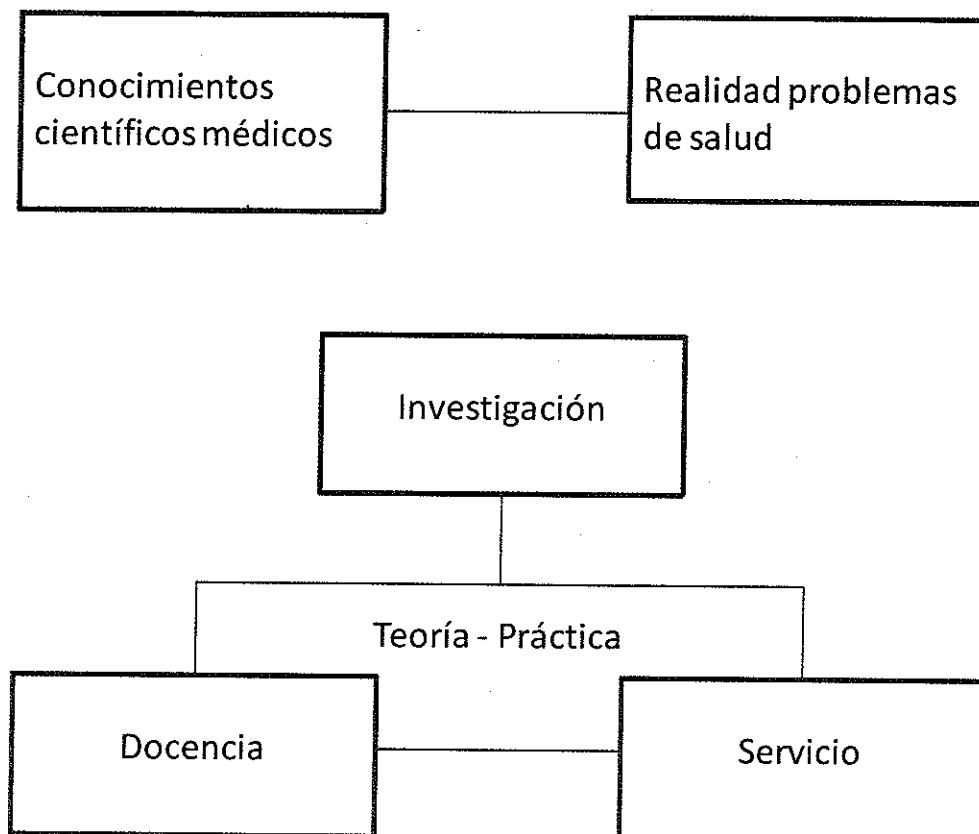 Conocimientos
científicos médicos
Realidad problemas
de salud
Investigación
Teoría - Práctica
Docencia
Servicio